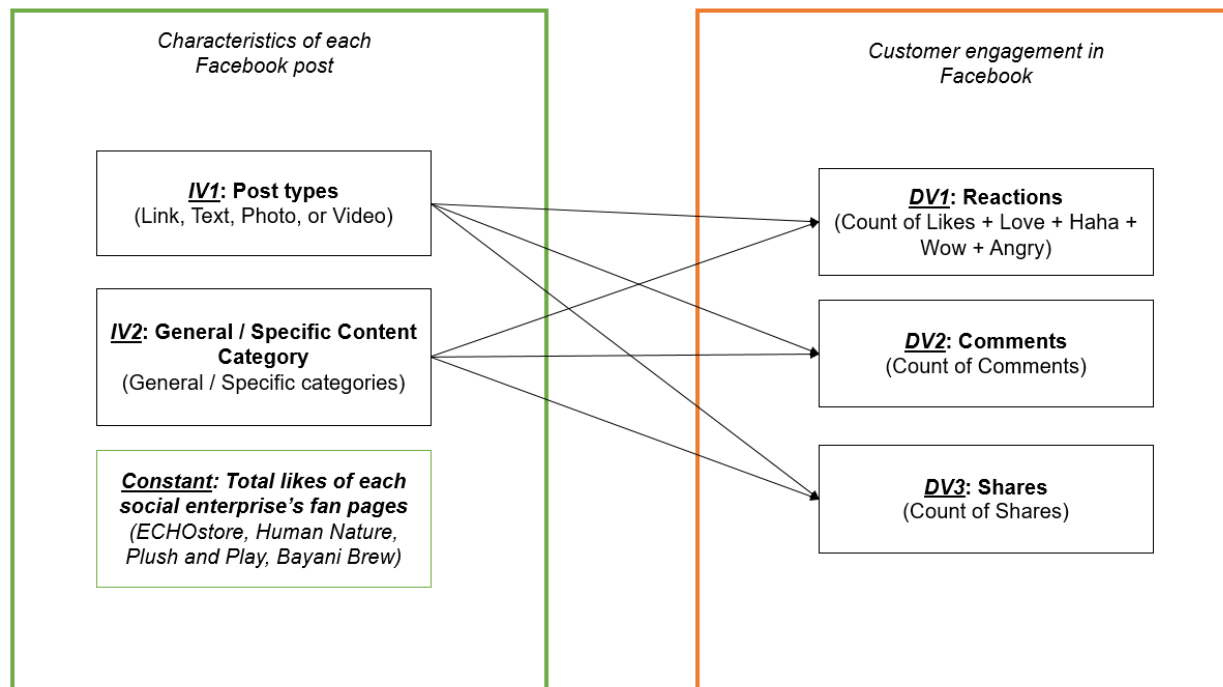 Characteristics of each
Facebook post
IV1: Post types
(Link, Text, Photo, or Video)
IV2: General / Specific Content
Category
(General / Specific categories)
Constant: Total likes of each
social enterprise's fan pages
(ECHOstore, Human Nature,
Plush and Play, Bayani Brew)
Customer engagement in
Facebook
DV1: Reactions
(Count of Likes + Love + Haha +
Wow + Angry)
DV2: Comments
(Count of Comments)
DV3: Shares
(Count of Shares)